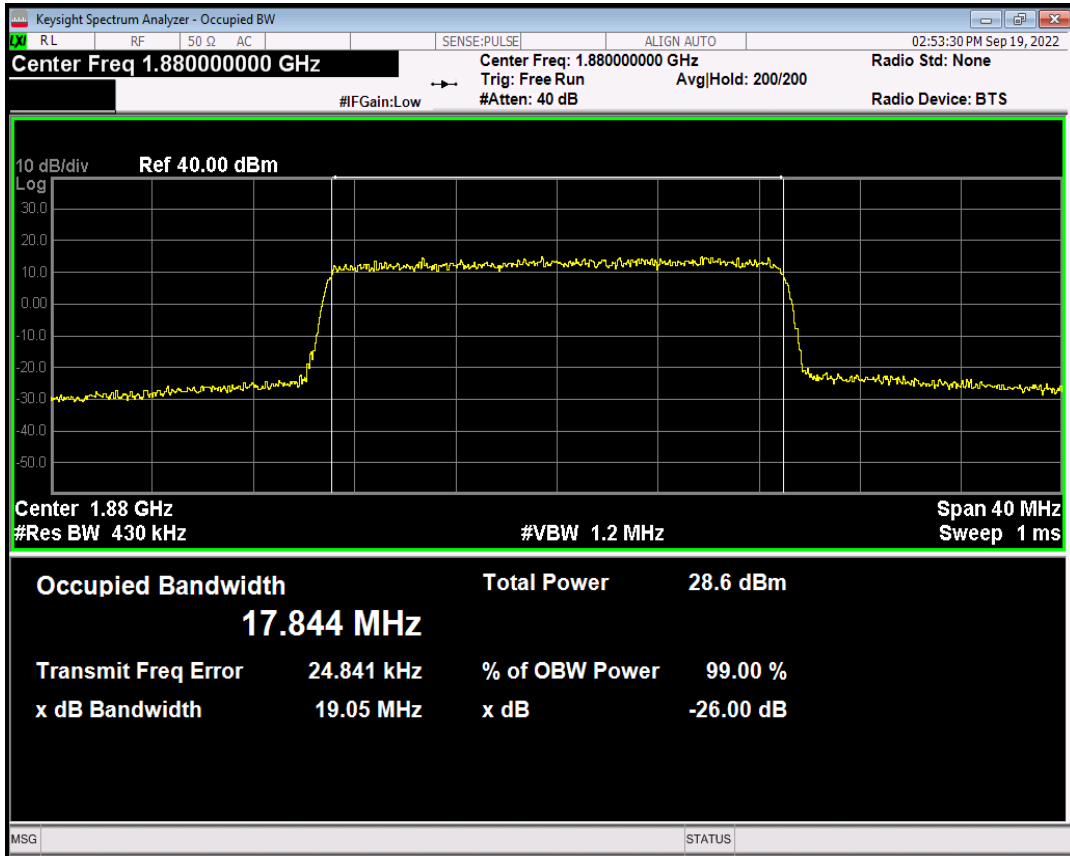 Keysight Spectrum Analyzer - Occupied BW
LXI RL RF 50 Ω AC SENSE:PULSE ALIGN AUTO 02:53:30 PM Sep 19, 2022
Center Freq 1.880000000 GHz Center Freq: 1.880000000 GHz Radio Std: None
Trig: Free Run Avg|Hold: 200/200
#IFGain:Low #Atten: 40 dB Radio Device: BTS
10 dB/div Ref 40.00 dBm
Log
30.0
20.0
10.0
0.00
-10.0
-20.0
-30.0
-40.0
-50.0
Center 1.88 GHz Span 40 MHz
#Res BW 430 kHz #VBW 1.2 MHz Sweep 1 ms
Occupied Bandwidth Total Power 28.6 dBm
17.844 MHz
Transmit Freq Error 24.841 kHz % of OBW Power 99.00 %
x dB Bandwidth 19.05 MHz x dB -26.00 dB
MSG STATUS